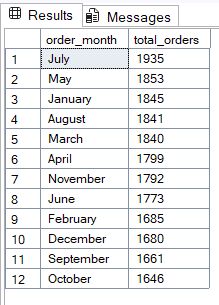 Results Messages
order_month total_orders
1 July 1935
2 May 1853
3 January 1845
4 August 1841
5 March 1840
6 April 1799
7 November 1792
8 June 1773
9 February 1685
10 December 1680
11 September 1661
12 October 1646